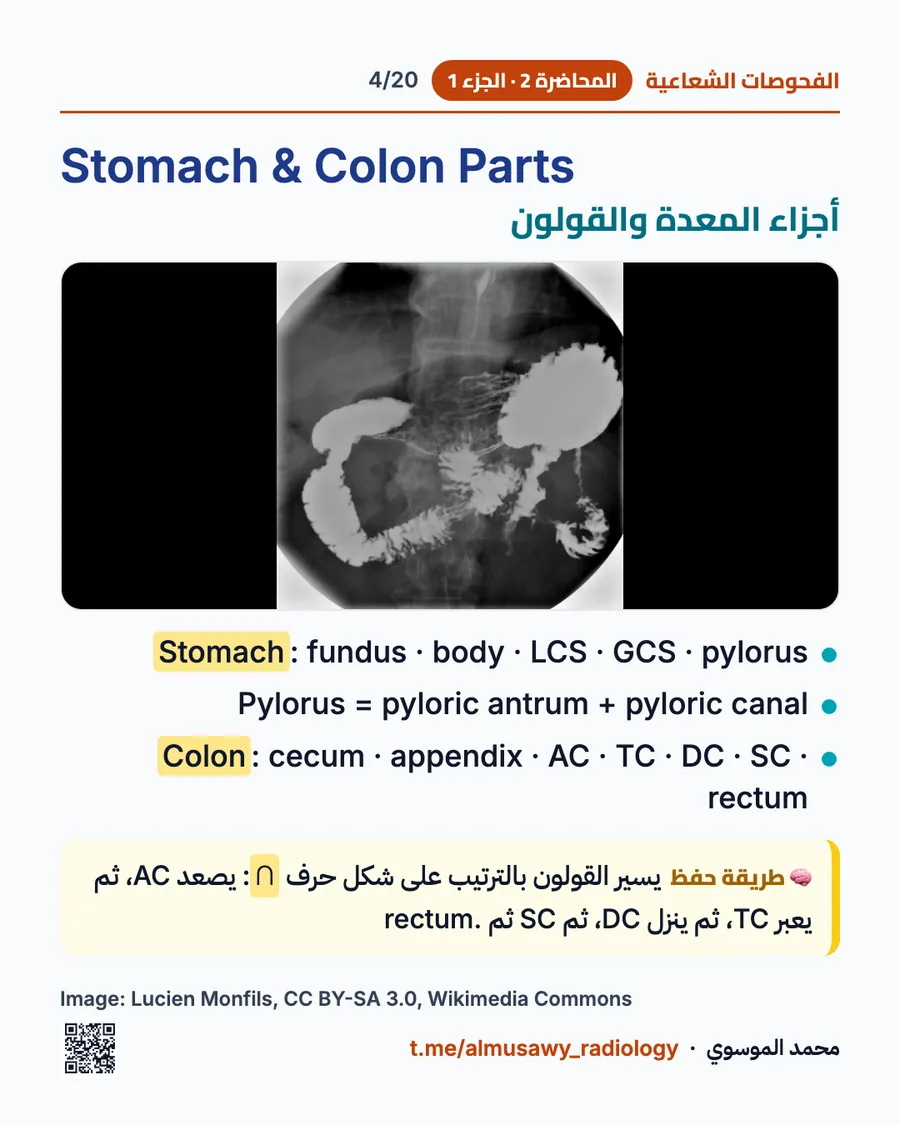 الفحوصات الشعاعية المحاضرة 2 · الجزء 1 4/20
Stomach & Colon Parts
أجزاء المعدة والقولون
Stomach: fundus · body · LCS · GCS · pylorus
Pylorus = pyloric antrum + pyloric canal
Colon: cecum · appendix · AC · TC · DC · SC ·
rectum
🧠 طريقة حفظ يسير القولون بالترتيب على شكل حرف ∩: يصعد AC، ثم
يعبر TC، ثم ينزل DC، ثم SC ثم rectum.
Image: Lucien Monfils, CC BY-SA 3.0, Wikimedia Commons
محمد الموسوي · t.me/almusawy_radiology